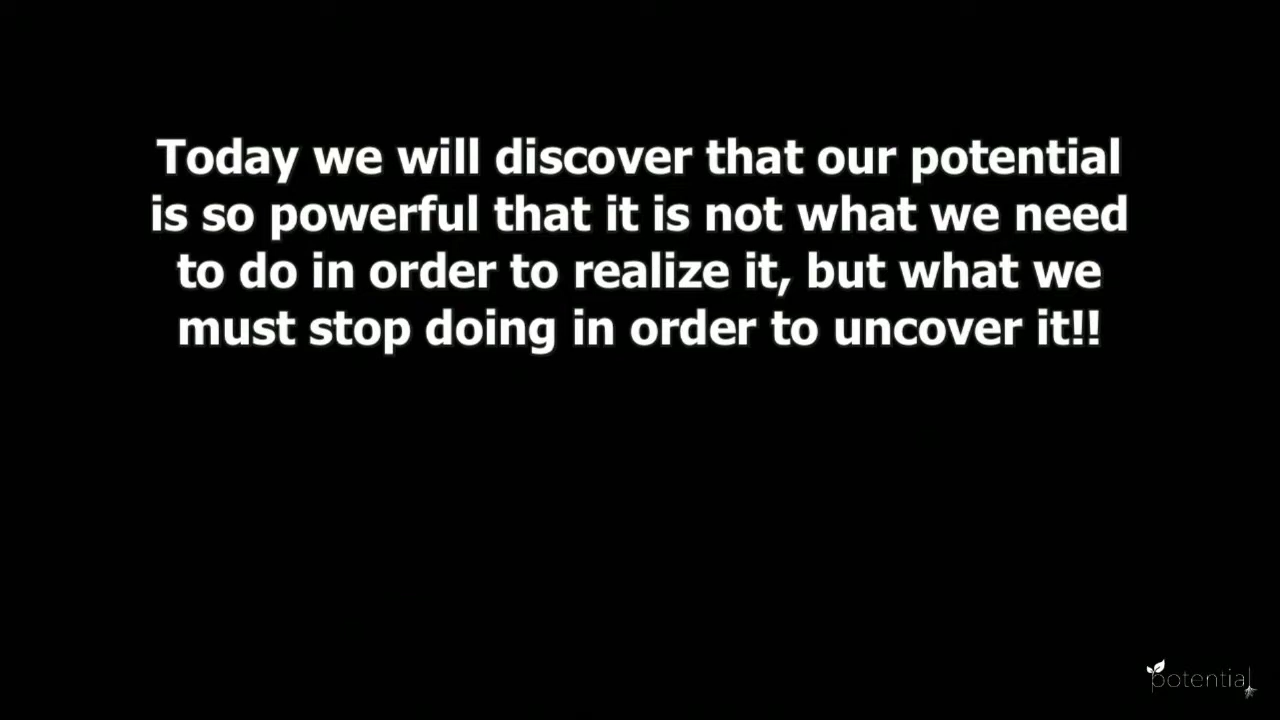 Today we will discover that our potential
is so powerful that it is not what we need
to do in order to realize it, but what we
must stop doing in order to uncover it!!
potential